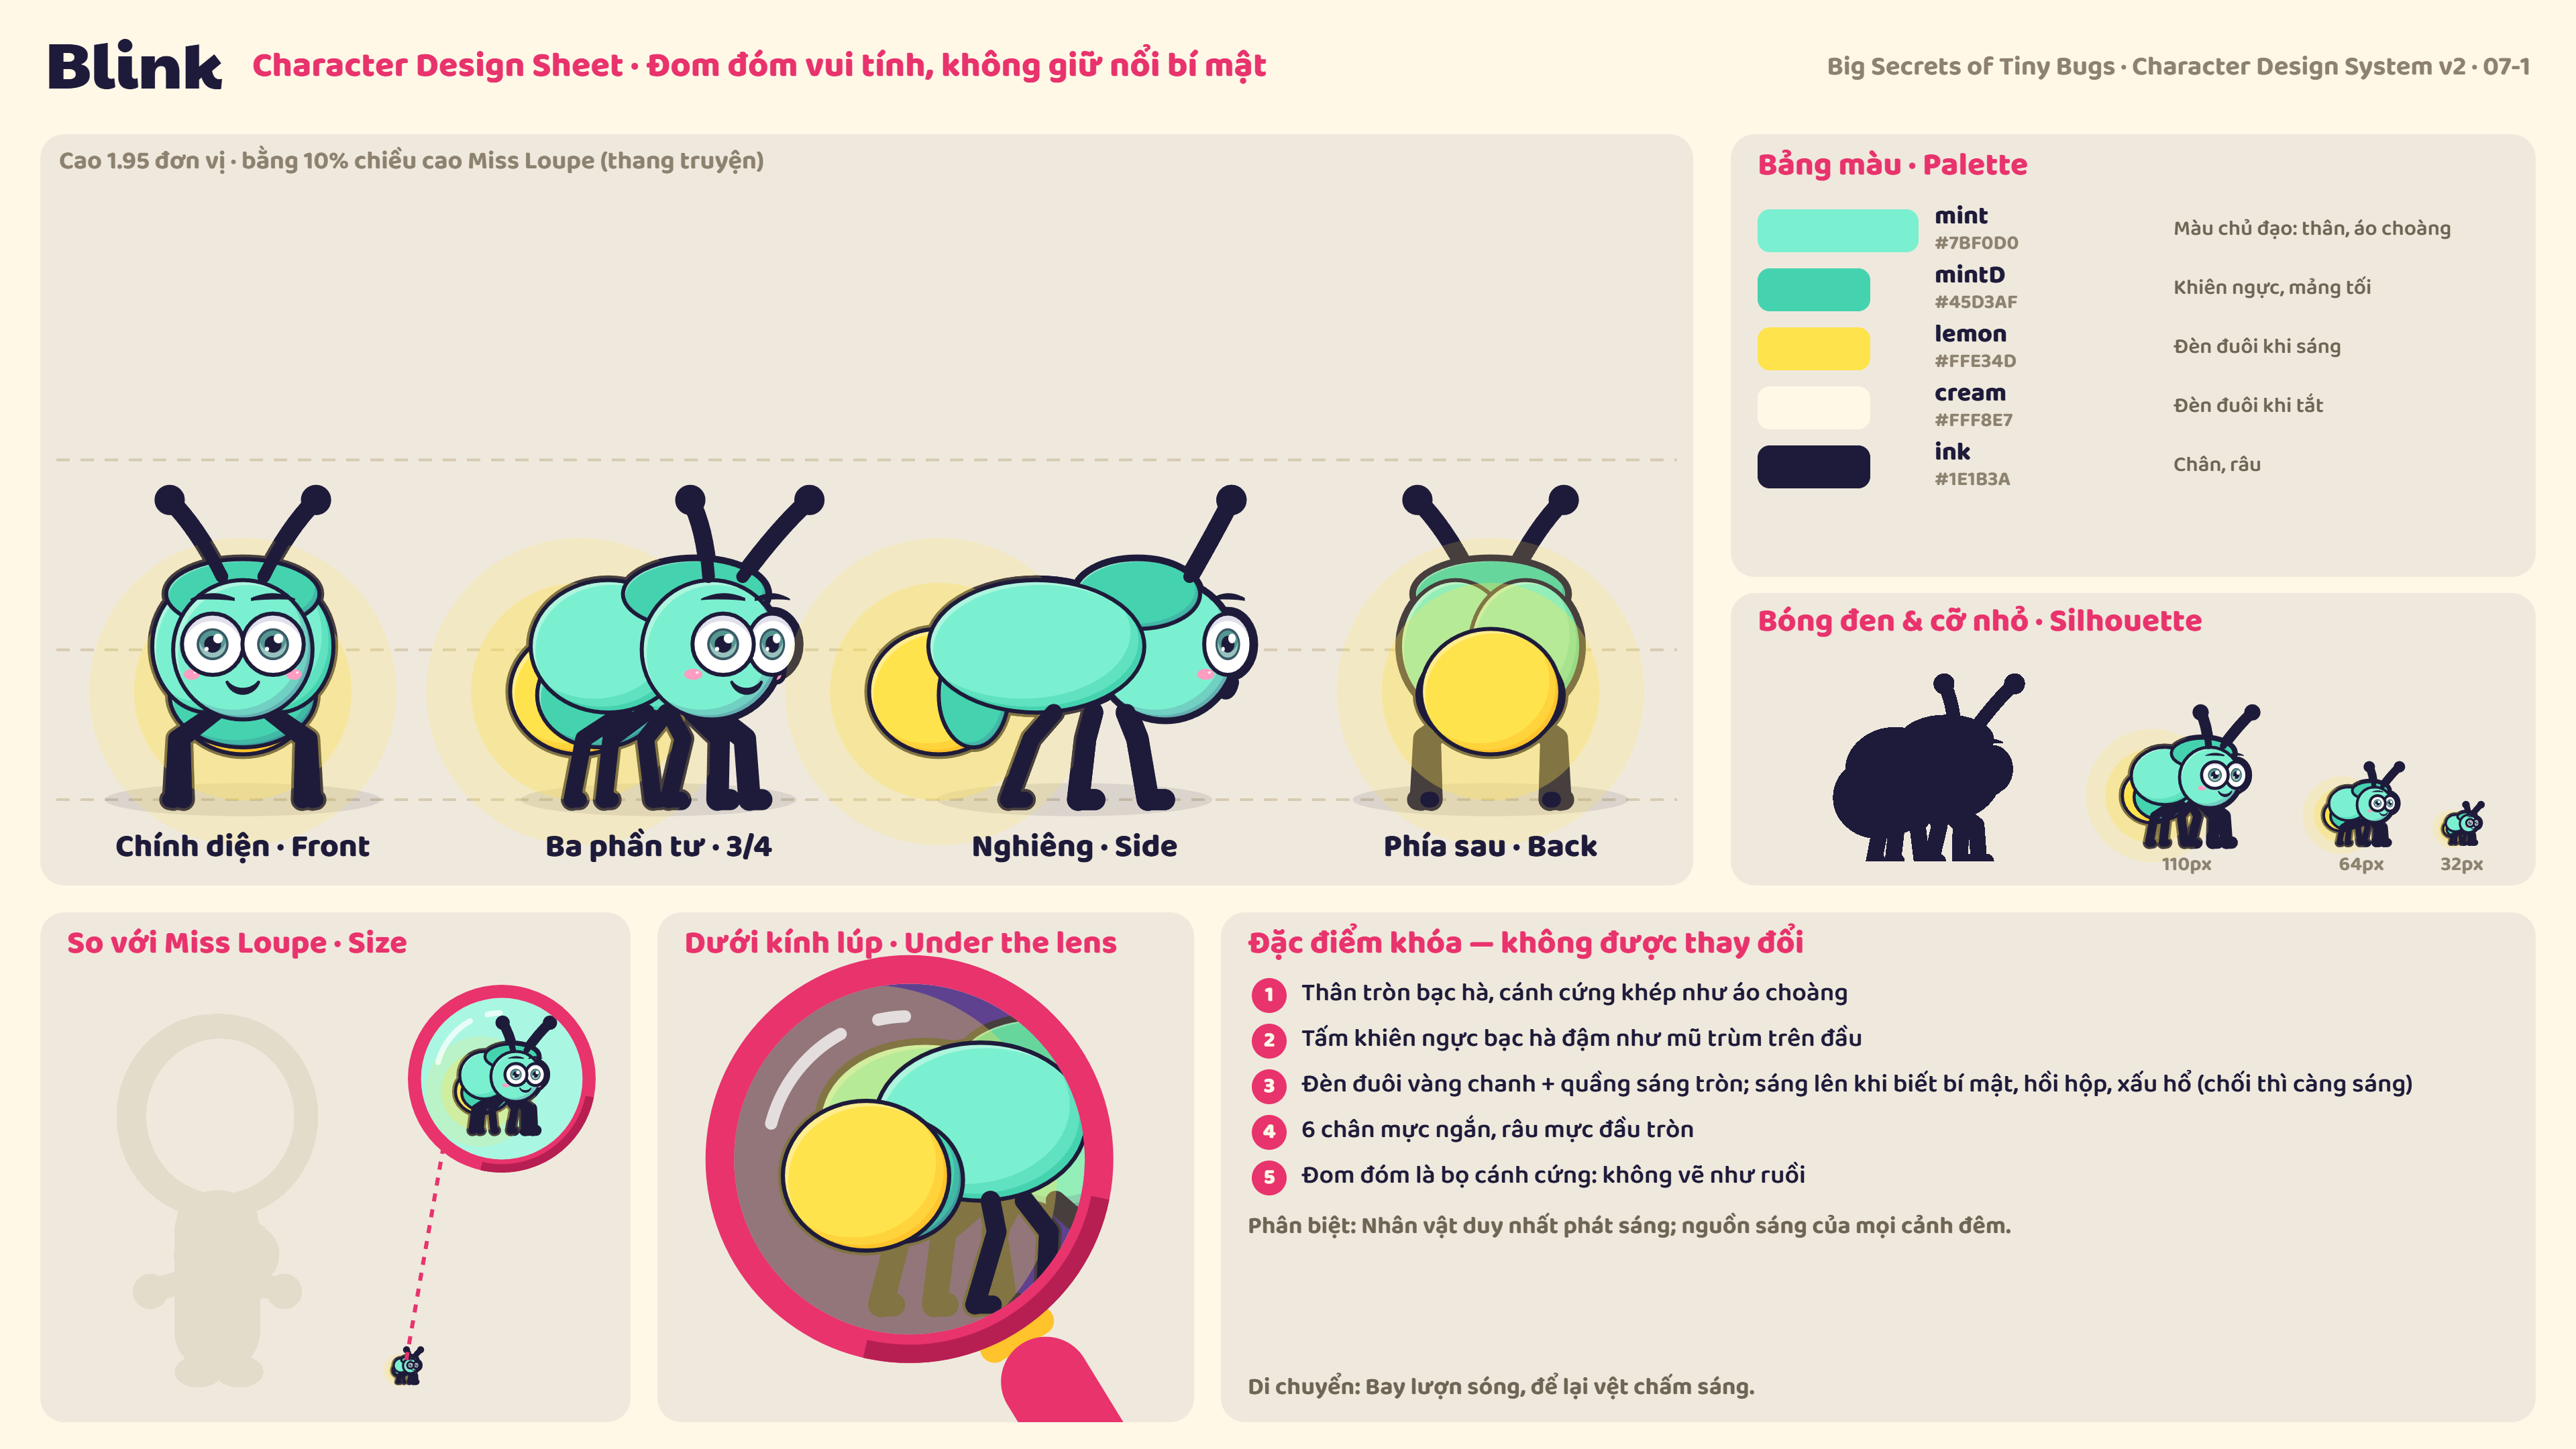 Blink
Character Design Sheet · Đom đóm vui tính, không giữ nổi bí mật
Big Secrets of Tiny Bugs · Character Design System v2 · 07-1
Cao 1.95 đơn vị · bằng 10% chiều cao Miss Loupe (thang truyện)
Chính diện · Front
Ba phần tư · 3/4
Nghiêng · Side
Phía sau · Back
Bảng màu · Palette
mint
#7BF0D0
Màu chủ đạo: thân, áo choàng
mintD
#45D3AF
Khiên ngực, mảng tối
lemon
#FFE34D
Đèn đuôi khi sáng
cream
#FFF8E7
Đèn đuôi khi tắt
ink
#1E1B3A
Chân, râu
Bóng đen & cỡ nhỏ · Silhouette
110px
64px
32px
So với Miss Loupe · Size
Dưới kính lúp · Under the lens
Đặc điểm khóa — không được thay đổi
1 Thân tròn bạc hà, cánh cứng khép như áo choàng
2 Tấm khiên ngực bạc hà đậm như mũ trùm trên đầu
3 Đèn đuôi vàng chanh + quầng sáng tròn; sáng lên khi biết bí mật, hồi hộp, xấu hổ (chối thì càng sáng)
4 6 chân mực ngắn, râu mực đầu tròn
5 Đom đóm là bọ cánh cứng: không vẽ như ruồi
Phân biệt: Nhân vật duy nhất phát sáng; nguồn sáng của mọi cảnh đêm.
Di chuyển: Bay lượn sóng, để lại vệt chấm sáng.